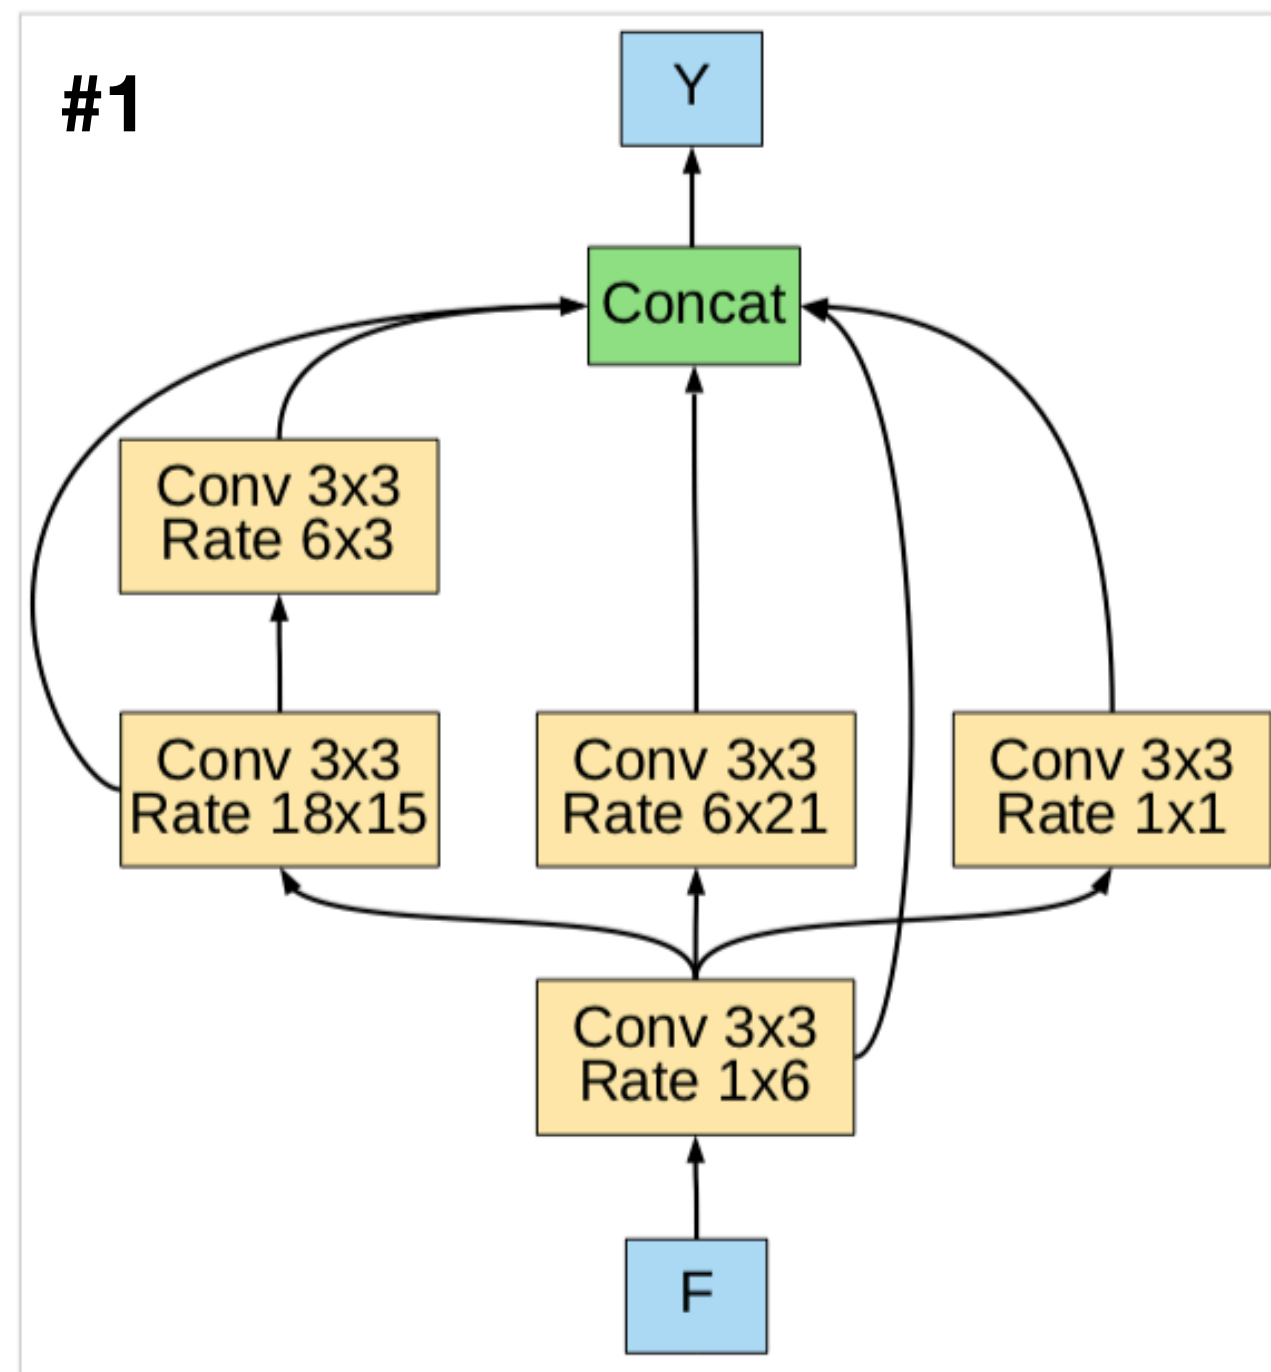 #1
Y
Concat
Conv 3x3
Rate 6x3
Conv 3x3
Rate 18x15
Conv 3x3
Rate 6x21
Conv 3x3
Rate 1x1
Conv 3x3
Rate 1x6
F